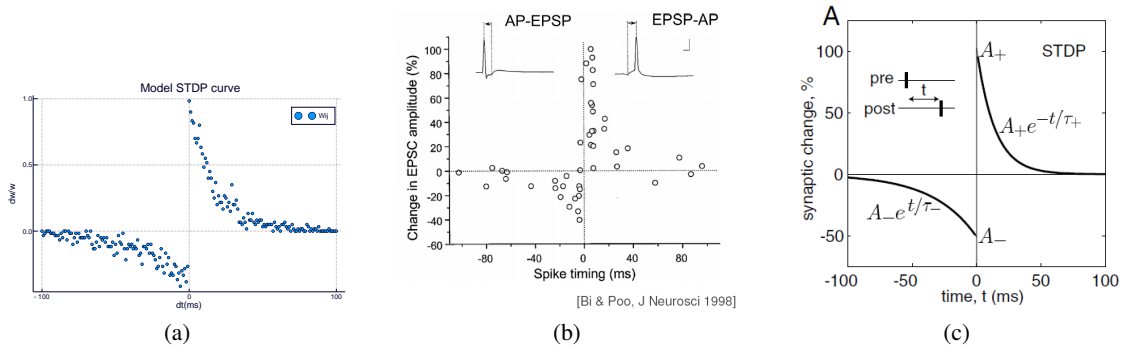 Model STDP curve
1.0
0.5
0.0
dw/w
Wij
-100
0
100
dt(ms)
(a)
AP-EPSP
EPSP-AP
100
80
60
40
20
0
-20
-40
-60
Change in EPSC amplitude (%)
-80
-40
0
40
80
Spike timing (ms)
[Bi & Poo, J Neurosci 1998]
(b)
A
STDP
100
50
0
-50
synaptic change, %
pre
t
post
A+
A+e^{-t/τ+}
A−e^{t/τ−}
A−
-100
-50
0
50
100
time, t (ms)
(c)